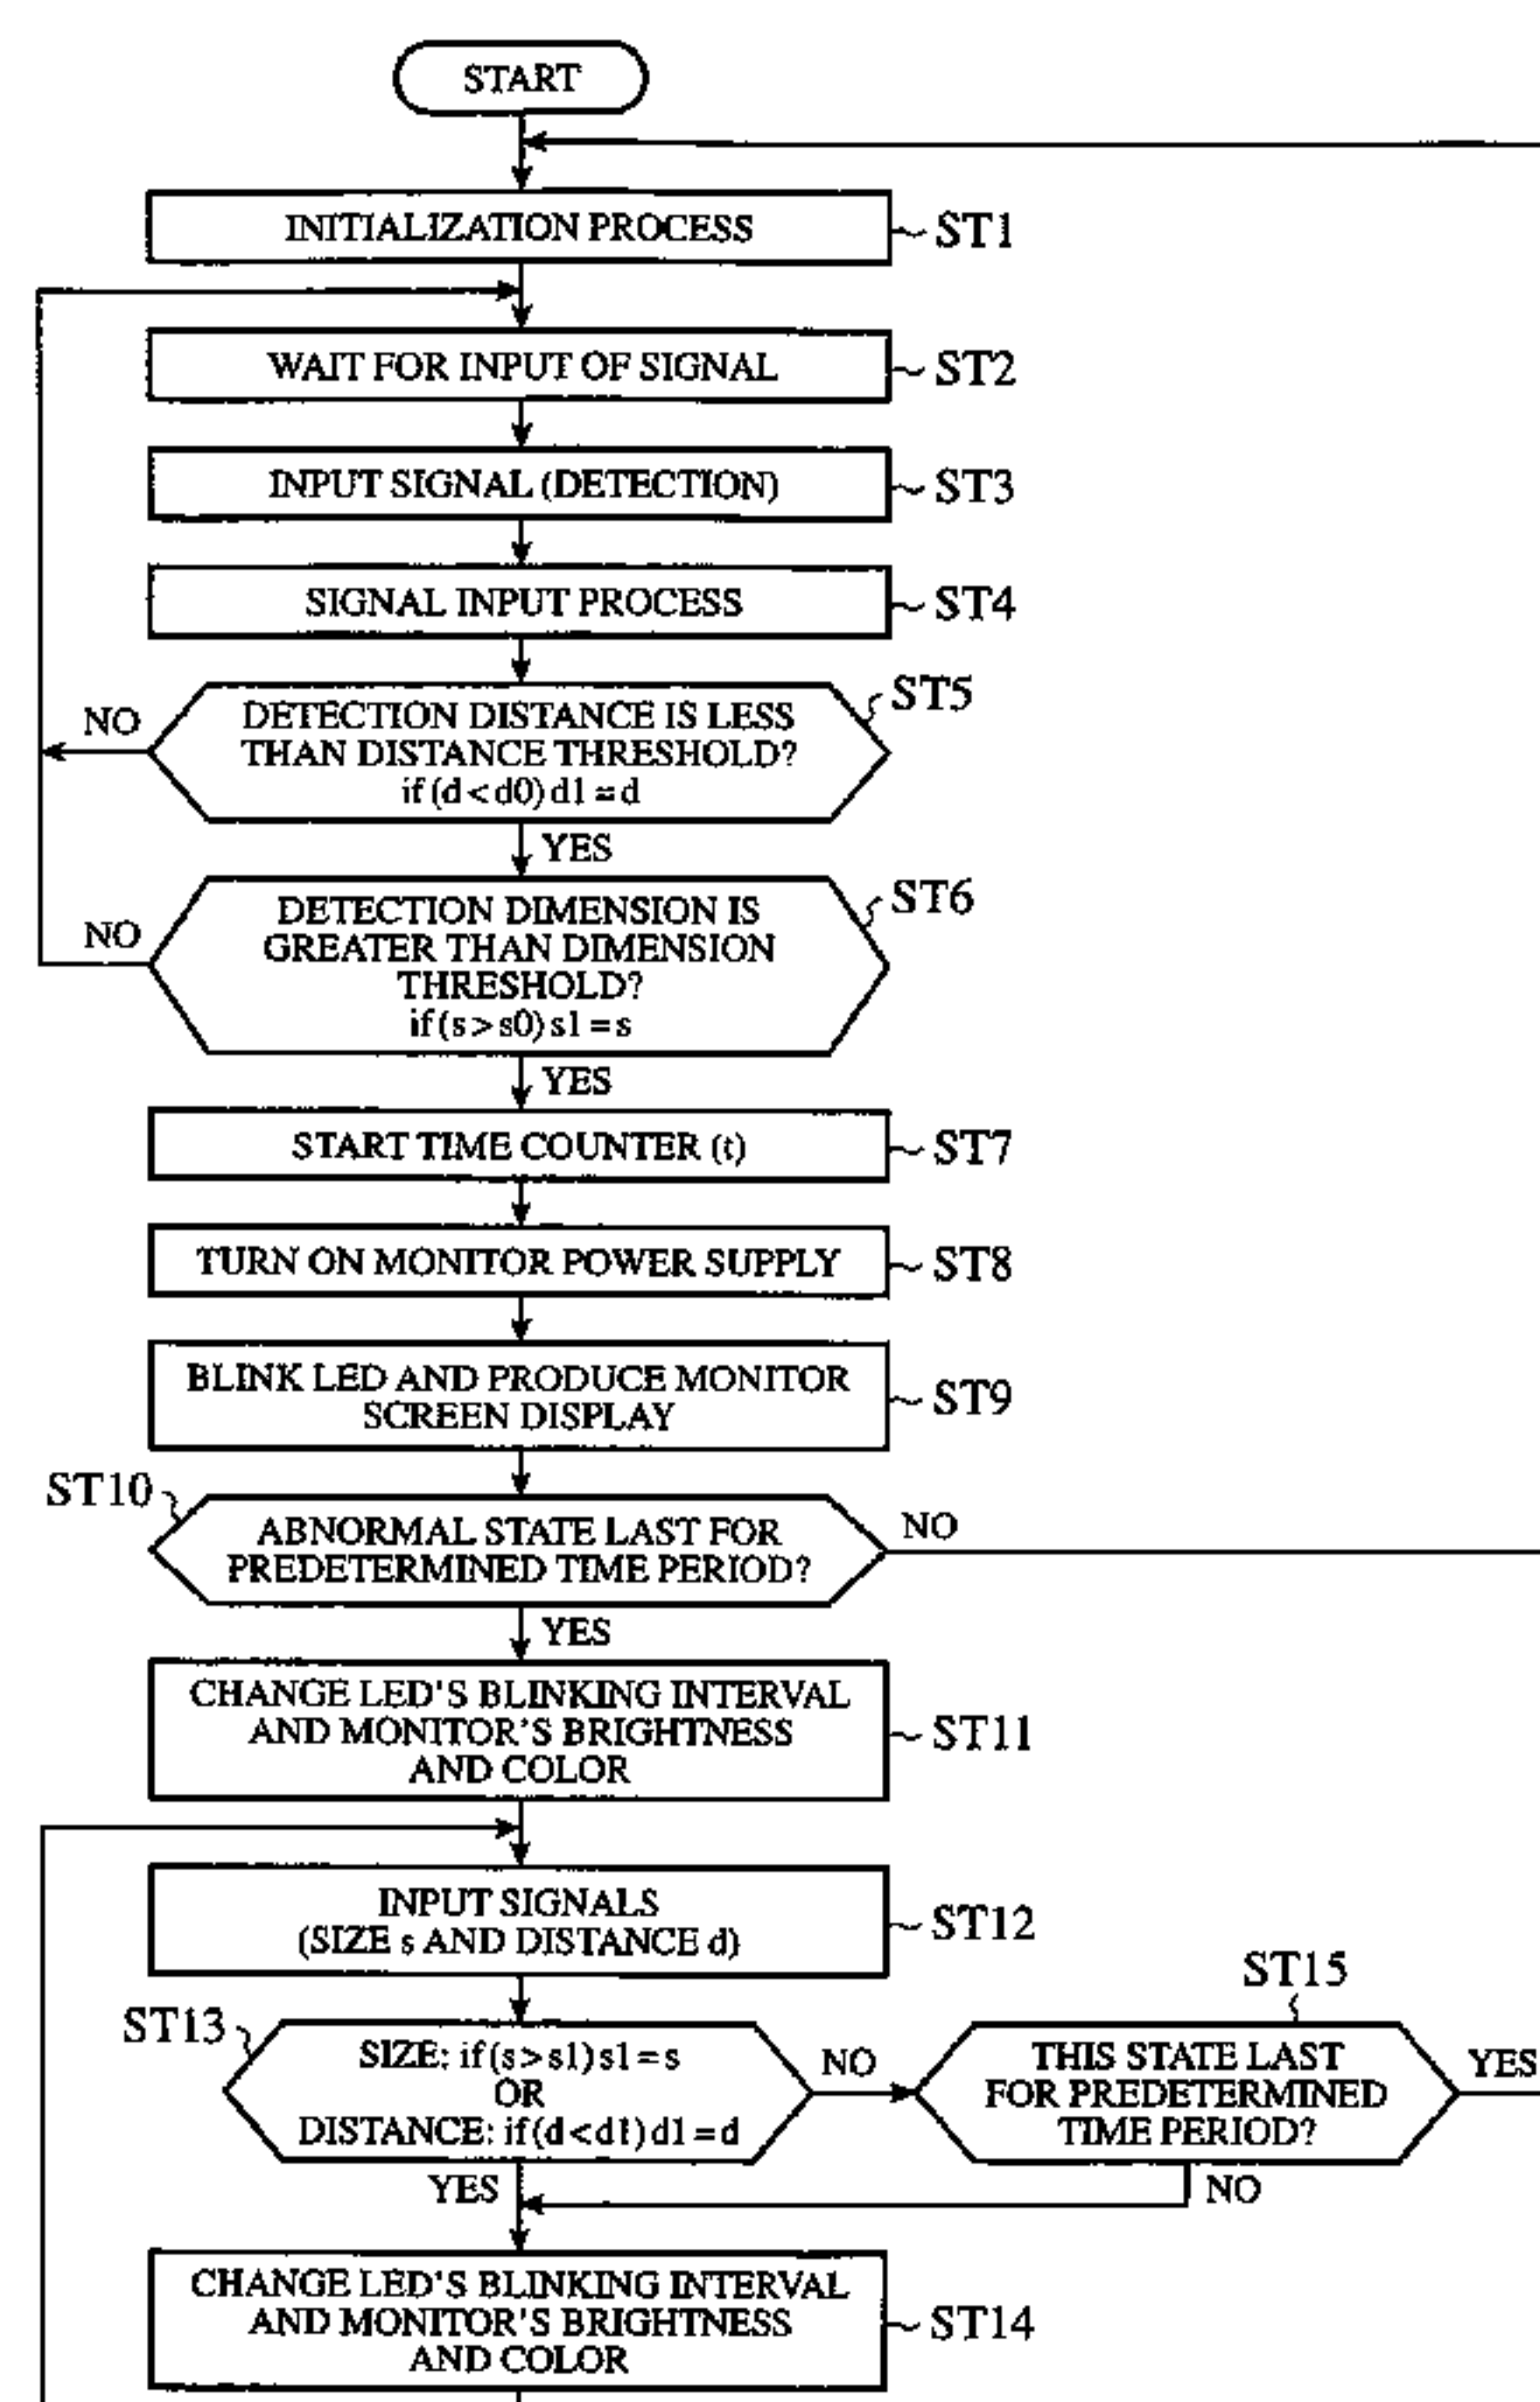 START
INITIALIZATION PROCESS
ST1
WAIT FOR INPUT OF SIGNAL
ST2
INPUT SIGNAL (DETECTION)
ST3
SIGNAL INPUT PROCESS
ST4
ST5
DETECTION DISTANCE IS LESS
THAN DISTANCE THRESHOLD?
if (d < d0) d1 = d
NO
YES
ST6
DETECTION DIMENSION IS
GREATER THAN DIMENSION
THRESHOLD?
if (s > s0) s1 = s
NO
YES
START TIME COUNTER (t)
ST7
TURN ON MONITOR POWER SUPPLY
ST8
BLINK LED AND PRODUCE MONITOR
SCREEN DISPLAY
ST9
ST10
ABNORMAL STATE LAST FOR
PREDETERMINED TIME PERIOD?
NO
YES
CHANGE LED'S BLINKING INTERVAL
AND MONITOR'S BRIGHTNESS
AND COLOR
ST11
INPUT SIGNALS
(SIZE s AND DISTANCE d)
ST12
ST13
SIZE: if (s > s1) s1 = s
OR
DISTANCE: if (d < d1) d1 = d
NO
YES
ST15
THIS STATE LAST
FOR PREDETERMINED
TIME PERIOD?
YES
NO
CHANGE LED'S BLINKING INTERVAL
AND MONITOR'S BRIGHTNESS
AND COLOR
ST14